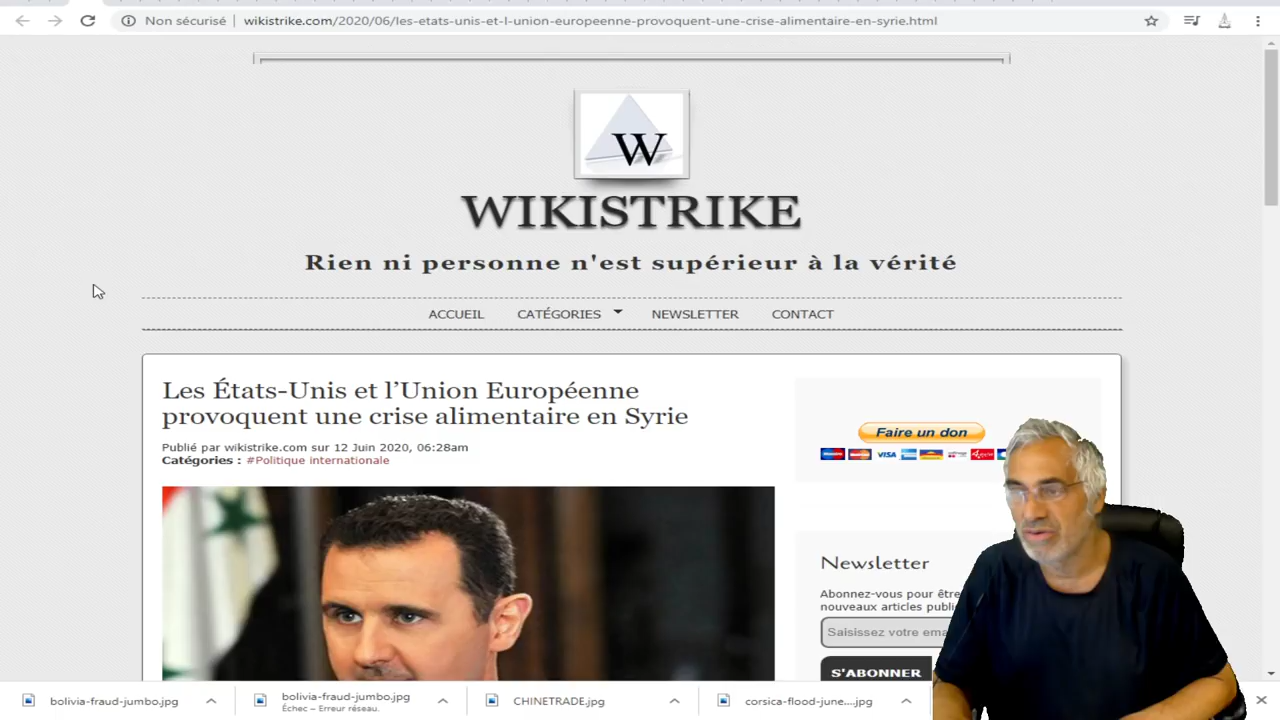 Non sécurisé
wikistrike.com/2020/06/les-etats-unis-et-l-union-europeenne-provoquent-une-crise-alimentaire-en-syrie.html
W
WIKISTRIKE
Rien ni personne n'est supérieur à la vérité
ACCUEIL CATÉGORIES NEWSLETTER CONTACT
Les États-Unis et l'Union Européenne
provoquent une crise alimentaire en Syrie
Publié par wikistrike.com sur 12 Juin 2020, 06:28am
Catégories : #Politique internationale
Faire un don
VISA
Newsletter
Abonnez-vous pour être
nouveaux articles publi
Saisissez votre ema
S'ABONNER
bolivia-fraud-jumbo.jpg
bolivia-fraud-jumbo.jpg
Échec – Erreur réseau.
CHINETRADE.jpg
corsica-flood-june....jpg